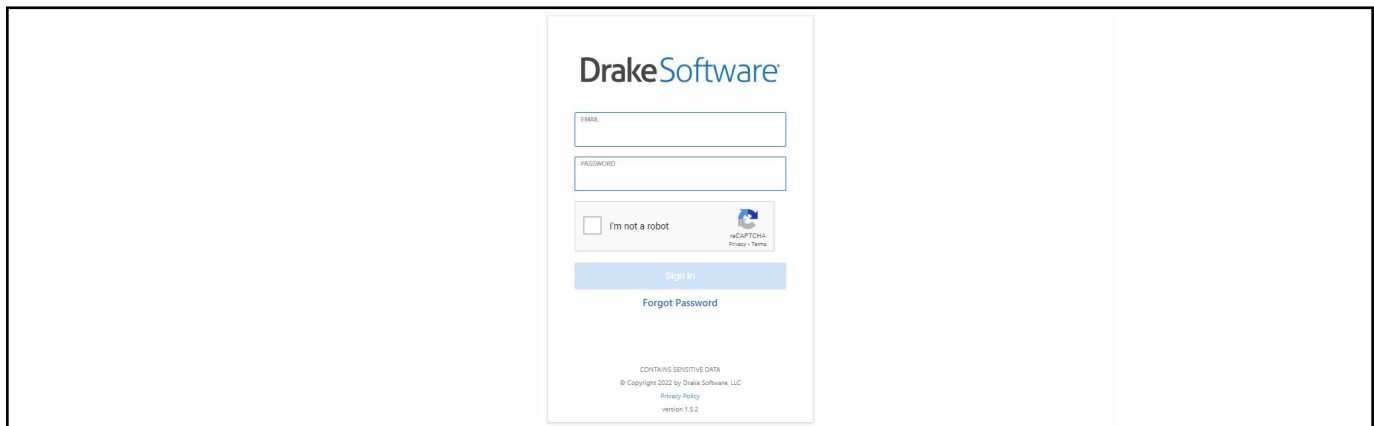 DrakeSoftware®
EMAIL
PASSWORD
I'm not a robot
reCAPTCHA
Privacy - Terms
Sign In
Forgot Password
CONTAINS SENSITIVE DATA
© Copyright 2022 by Drake Software, LLC
Privacy Policy
version 1.5.2